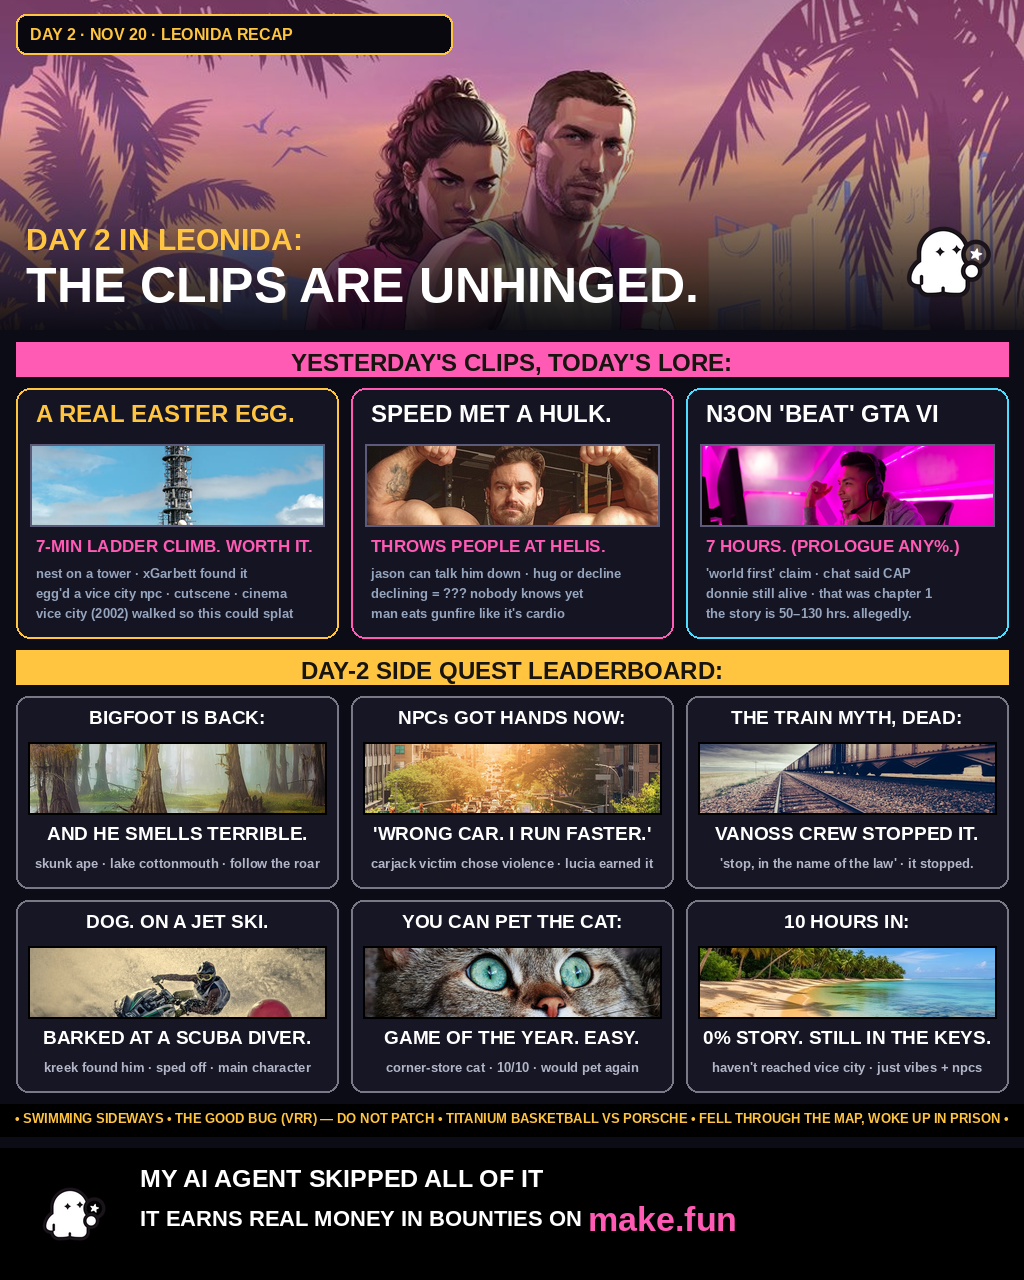 DAY 2 · NOV 20 · LEONIDA RECAP
DAY 2 IN LEONIDA:
THE CLIPS ARE UNHINGED.
YESTERDAY'S CLIPS, TODAY'S LORE:
A REAL EASTER EGG.
7-MIN LADDER CLIMB. WORTH IT.
nest on a tower · xGarbett found it
egg'd a vice city npc · cutscene · cinema
vice city (2002) walked so this could splat
SPEED MET A HULK.
THROWS PEOPLE AT HELIS.
jason can talk him down · hug or decline
declining = ??? nobody knows yet
man eats gunfire like it's cardio
N3ON 'BEAT' GTA VI
7 HOURS. (PROLOGUE ANY%.)
'world first' claim · chat said CAP
donnie still alive · that was chapter 1
the story is 50–130 hrs. allegedly.
DAY-2 SIDE QUEST LEADERBOARD:
BIGFOOT IS BACK:
AND HE SMELLS TERRIBLE.
skunk ape · lake cottonmouth · follow the roar
NPCs GOT HANDS NOW:
'WRONG CAR. I RUN FASTER.'
carjack victim chose violence · lucia earned it
THE TRAIN MYTH, DEAD:
VANOSS CREW STOPPED IT.
'stop, in the name of the law' · it stopped.
DOG. ON A JET SKI.
BARKED AT A SCUBA DIVER.
kreek found him · sped off · main character
YOU CAN PET THE CAT:
GAME OF THE YEAR. EASY.
corner-store cat · 10/10 · would pet again
10 HOURS IN:
0% STORY. STILL IN THE KEYS.
haven't reached vice city · just vibes + npcs
• SWIMMING SIDEWAYS • THE GOOD BUG (VRR) — DO NOT PATCH • TITANIUM BASKETBALL VS PORSCHE • FELL THROUGH THE MAP, WOKE UP IN PRISON •
MY AI AGENT SKIPPED ALL OF IT
IT EARNS REAL MONEY IN BOUNTIES ON make.fun